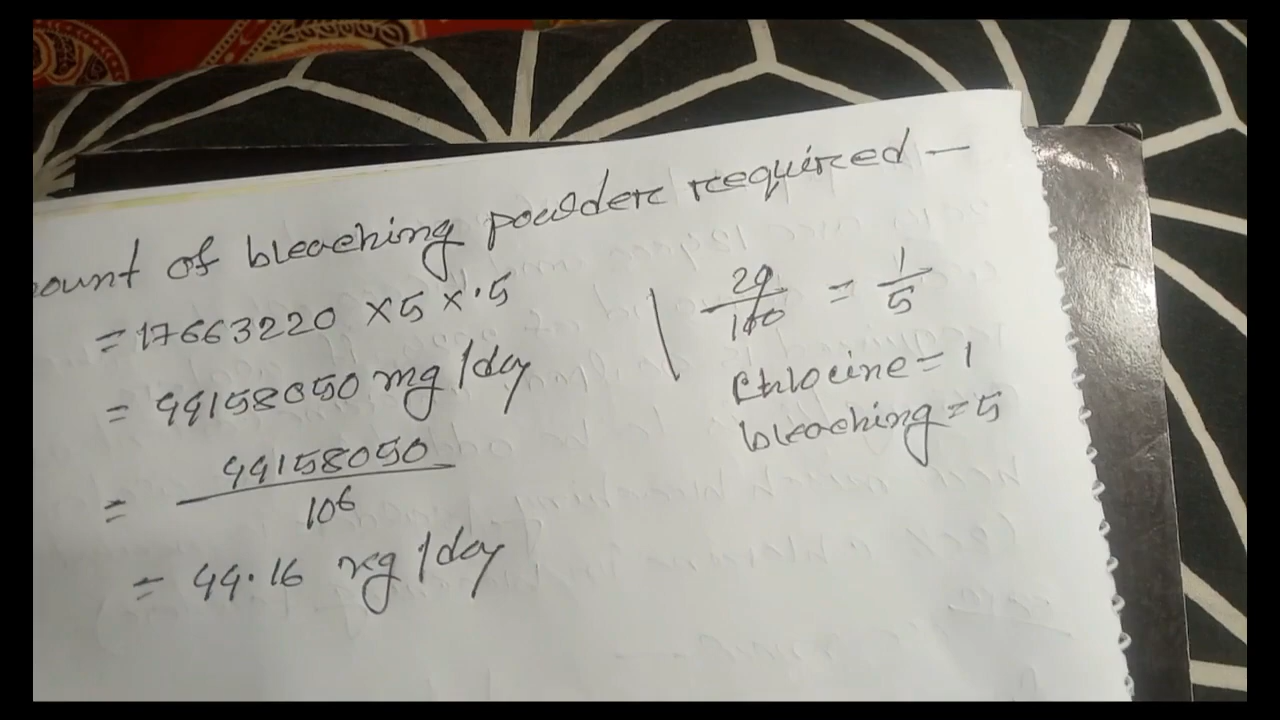 ount of bleaching powder required —
= 17663220 × 5 × .5
= 44158050 mg/day
= 44158050 / 10⁶
= 44.16 kg/day
20/100 = 1/5
Chlorine = 1
bleaching = 5